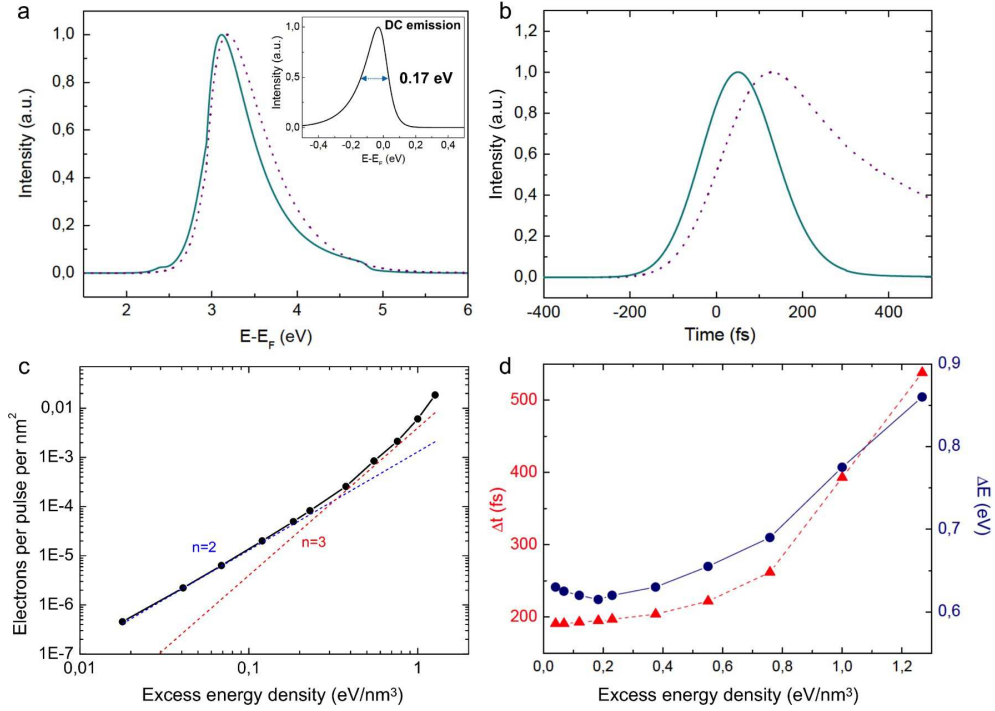 a
Intensity (a.u.)
1,0
0,8
0,6
0,4
0,2
0,0
2
3
4
5
6
E-E_F (eV)
DC emission
0.17 eV
Intensity (a.u.)
1,0
0,5
0,0
-0,4
-0,2
0,0
0,2
0,4
E-E_F (eV)
b
Intensity (a.u.)
1,2
1,0
0,8
0,6
0,4
0,2
0,0
-400
-200
0
200
400
Time (fs)
c
Electrons per pulse per nm²
0,01
1E-3
1E-4
1E-5
1E-6
1E-7
n=2
n=3
0,01
0,1
1
Excess energy density (eV/nm³)
d
Δt (fs)
500
400
300
200
ΔE (eV)
0,9
0,8
0,7
0,6
0,0
0,2
0,4
0,6
0,8
1,0
1,2
Excess energy density (eV/nm³)